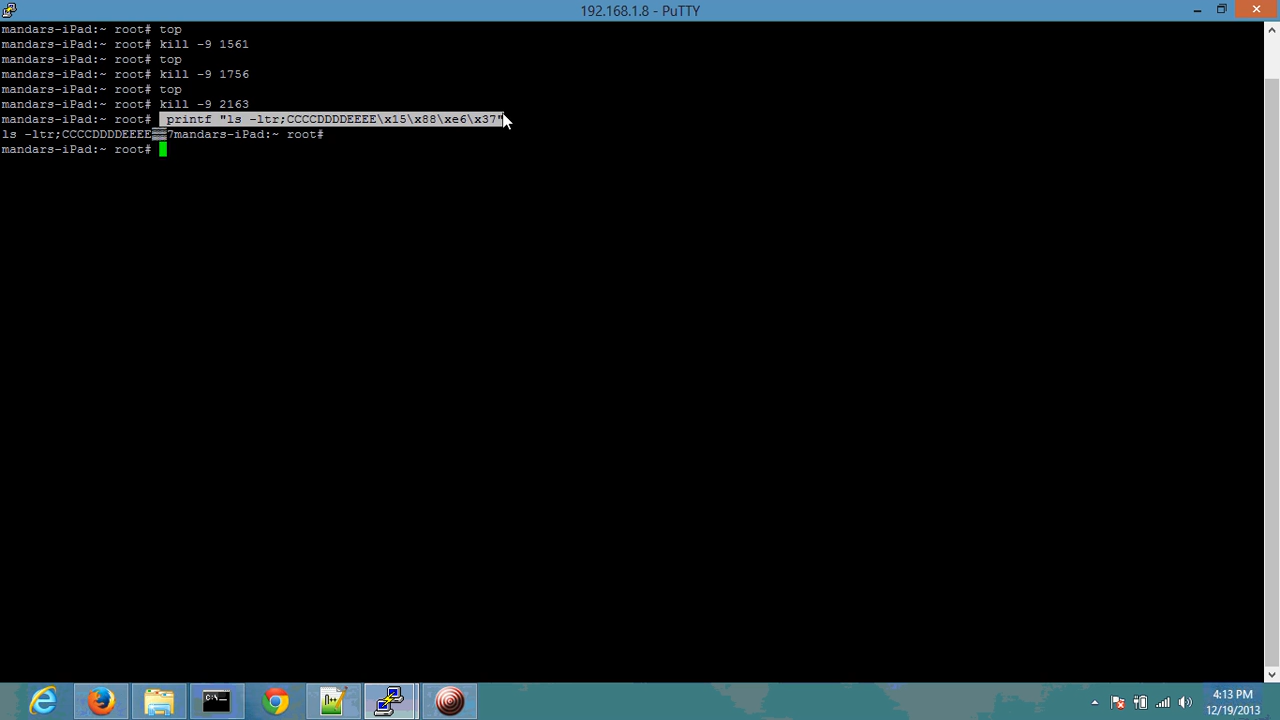 192.168.1.8 - PuTTY
mandars-iPad:~ root# top
mandars-iPad:~ root# kill -9 1561
mandars-iPad:~ root# top
mandars-iPad:~ root# kill -9 1756
mandars-iPad:~ root# top
mandars-iPad:~ root# kill -9 2163
mandars-iPad:~ root#  printf "ls -ltr;CCCCDDDDEEEE\x15\x88\xe6\x37"
ls -ltr;CCCCDDDDEEEE▒▒7mandars-iPad:~ root#
mandars-iPad:~ root#
C:\_
4:13 PM
12/19/2013